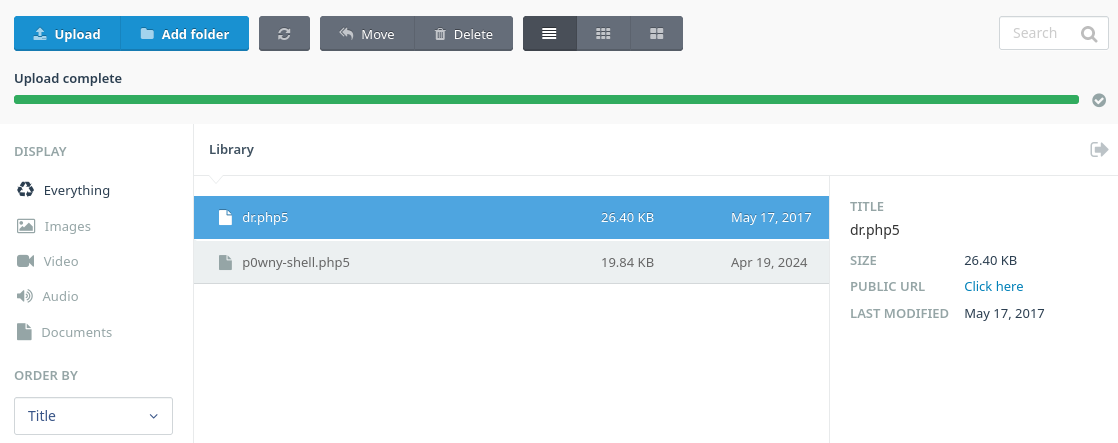 Upload Add folder Move Delete Search
Upload complete
DISPLAY
Everything
Images
Video
Audio
Documents
ORDER BY
Title
Library
dr.php5 26.40 KB May 17, 2017
p0wny-shell.php5 19.84 KB Apr 19, 2024
TITLE
dr.php5
SIZE 26.40 KB
PUBLIC URL Click here
LAST MODIFIED May 17, 2017